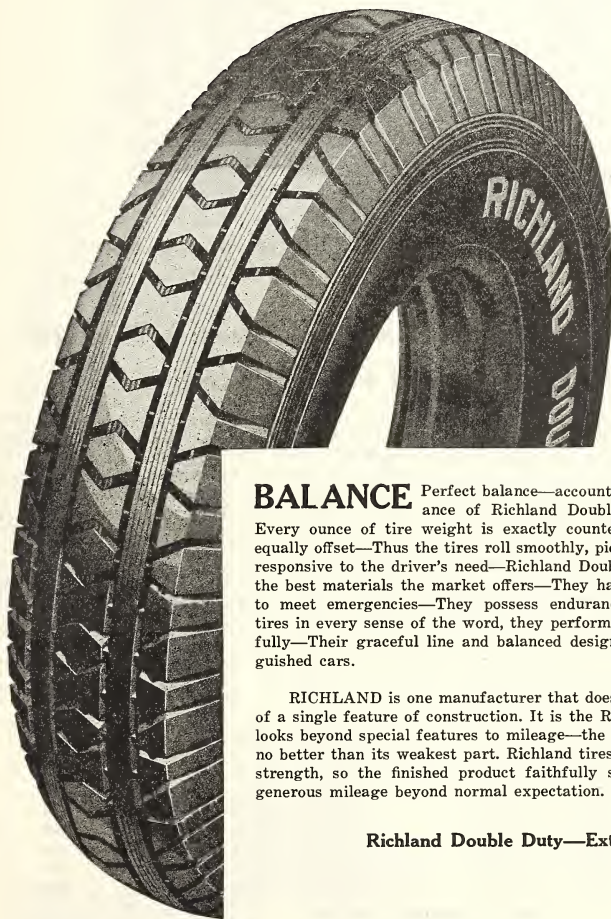 RICHLAND DOU
BALANCE Perfect balance—account
ance of Richland Doubl
Every ounce of tire weight is exactly counte
equally offset—Thus the tires roll smoothly, pic
responsive to the driver's need—Richland Doub
the best materials the market offers—They ha
to meet emergencies—They possess enduran
tires in every sense of the word, they perform
fully—Their graceful line and balanced desig
guished cars.
RICHLAND is one manufacturer that doe
of a single feature of construction. It is the R
looks beyond special features to mileage—the
no better than its weakest part. Richland tires
strength, so the finished product faithfully s
generous mileage beyond normal expectation.
Richland Double Duty—Ext